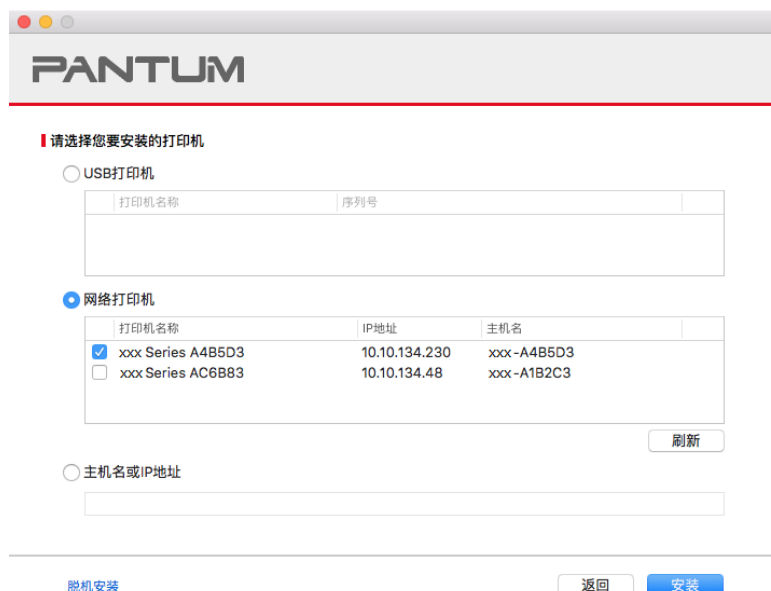 PANTUM
请选择您要安装的打印机
USB打印机
打印机名称 序列号
网络打印机
打印机名称 IP地址 主机名
xxx Series A4B5D3 10.10.134.230 xxx-A4B5D3
xxx Series AC6B83 10.10.134.48 xxx-A1B2C3
刷新
主机名或IP地址
脱机安装 返回 安装